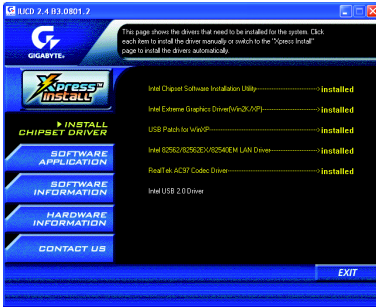 IUCD 2.4 B3.0801.2
GIGABYTE
This page shows the drivers that need to be installed for the system. Click
each item to install the driver manually or switch to the "Xpress Install"
page to install the drivers automatically.
Xpress
Install
INSTALL
CHIPSET DRIVER
SOFTWARE
APPLICATION
SOFTWARE
INFORMATION
HARDWARE
INFORMATION
CONTACT US
Intel Chipset Software Installation Utility-------------------->installed
Intel Extreme Graphics Driver(Win2K/XP)-------------------->installed
USB Patch for WinXP-------------------->installed
Intel 82562/82562EX/82540EM LAN Driver-------------------->installed
RealTek AC97 Codec Driver-------------------->installed
Intel USB 2.0 Driver
EXIT